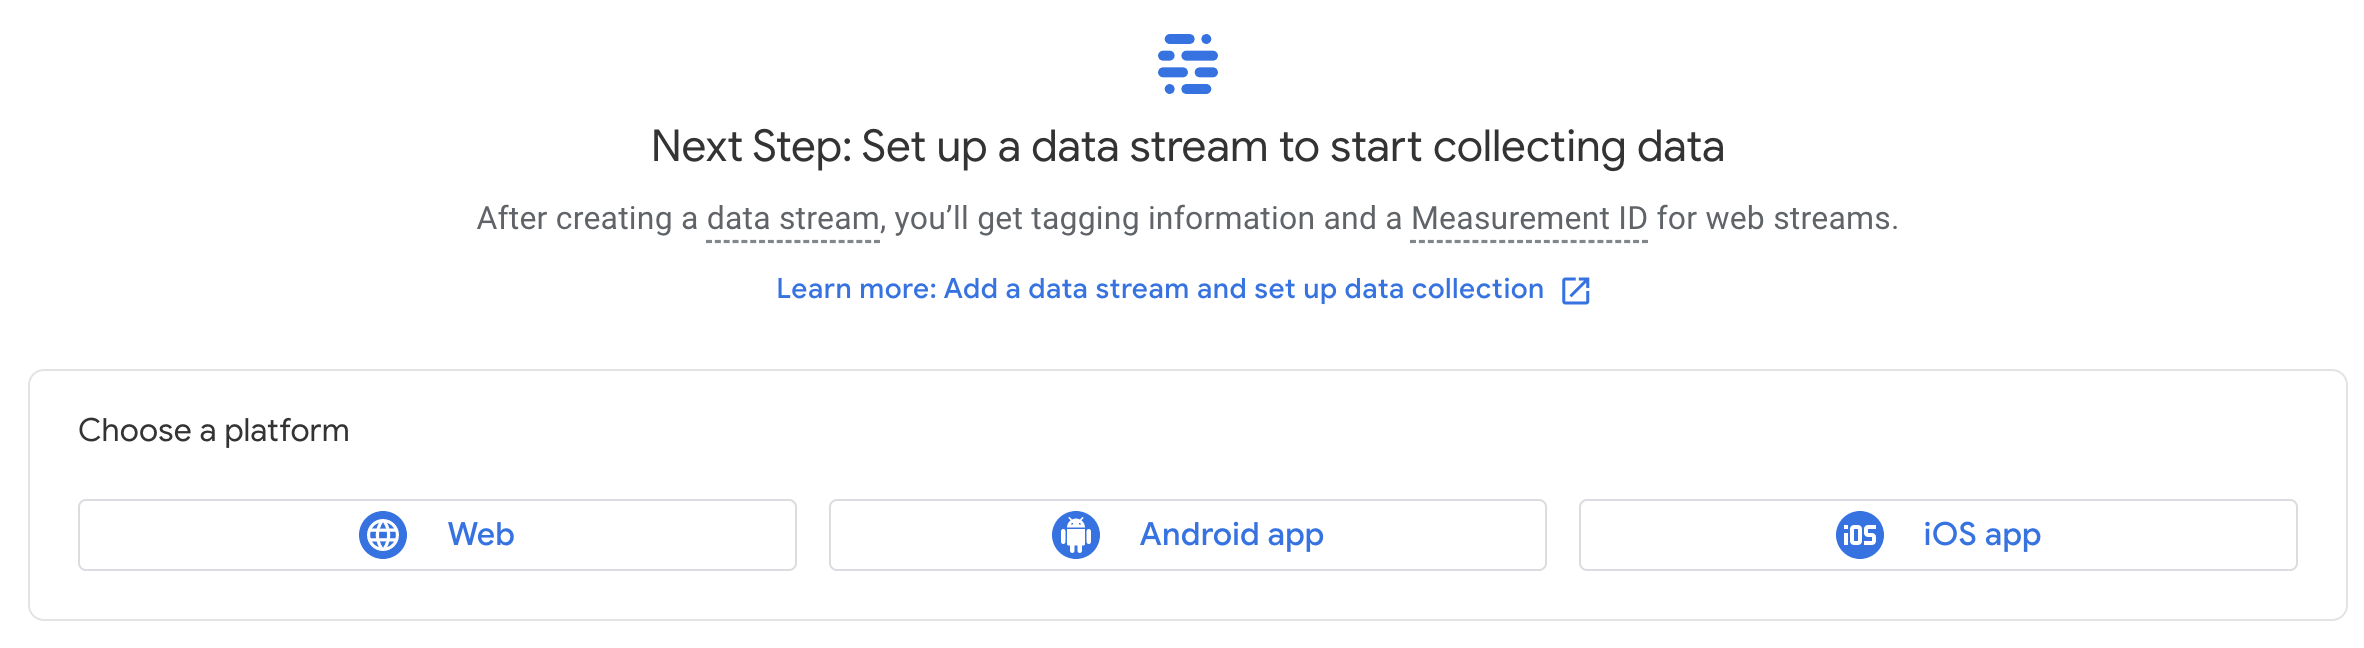 Next Step: Set up a data stream to start collecting data
After creating a data stream, you’ll get tagging information and a Measurement ID for web streams.
Learn more: Add a data stream and set up data collection
Choose a platform
Web
Android app
iOS iOS app